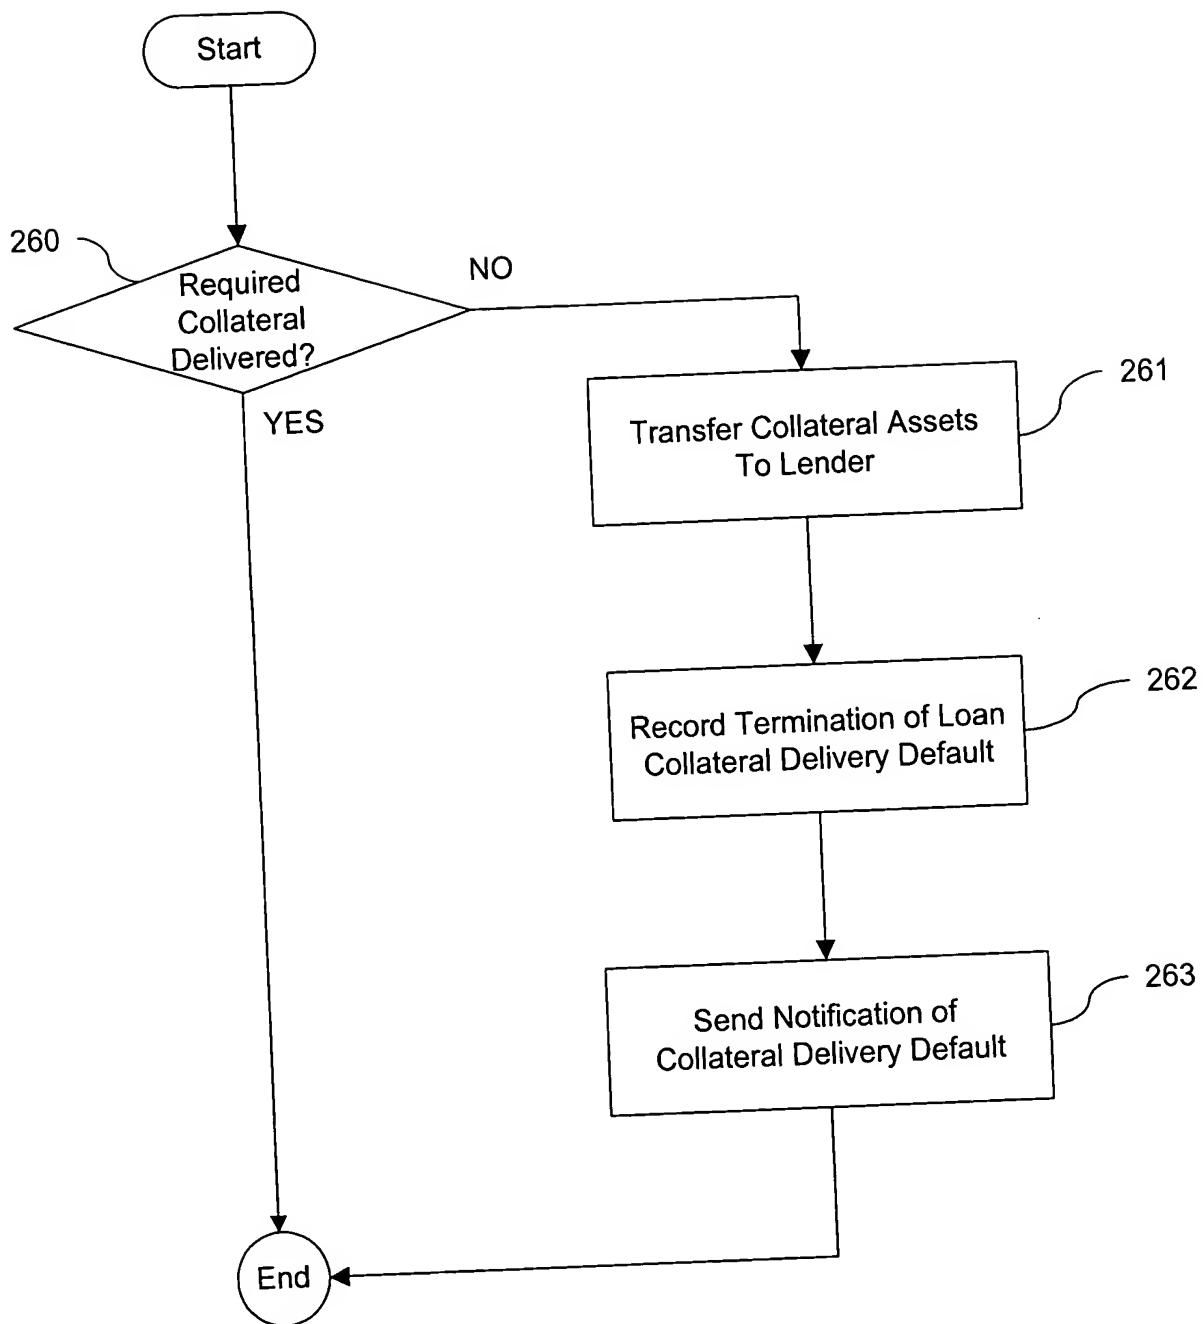 Start
260
Required
Collateral
Delivered?
NO
YES
261
Transfer Collateral Assets
To Lender
262
Record Termination of Loan
Collateral Delivery Default
263
Send Notification of
Collateral Delivery Default
End